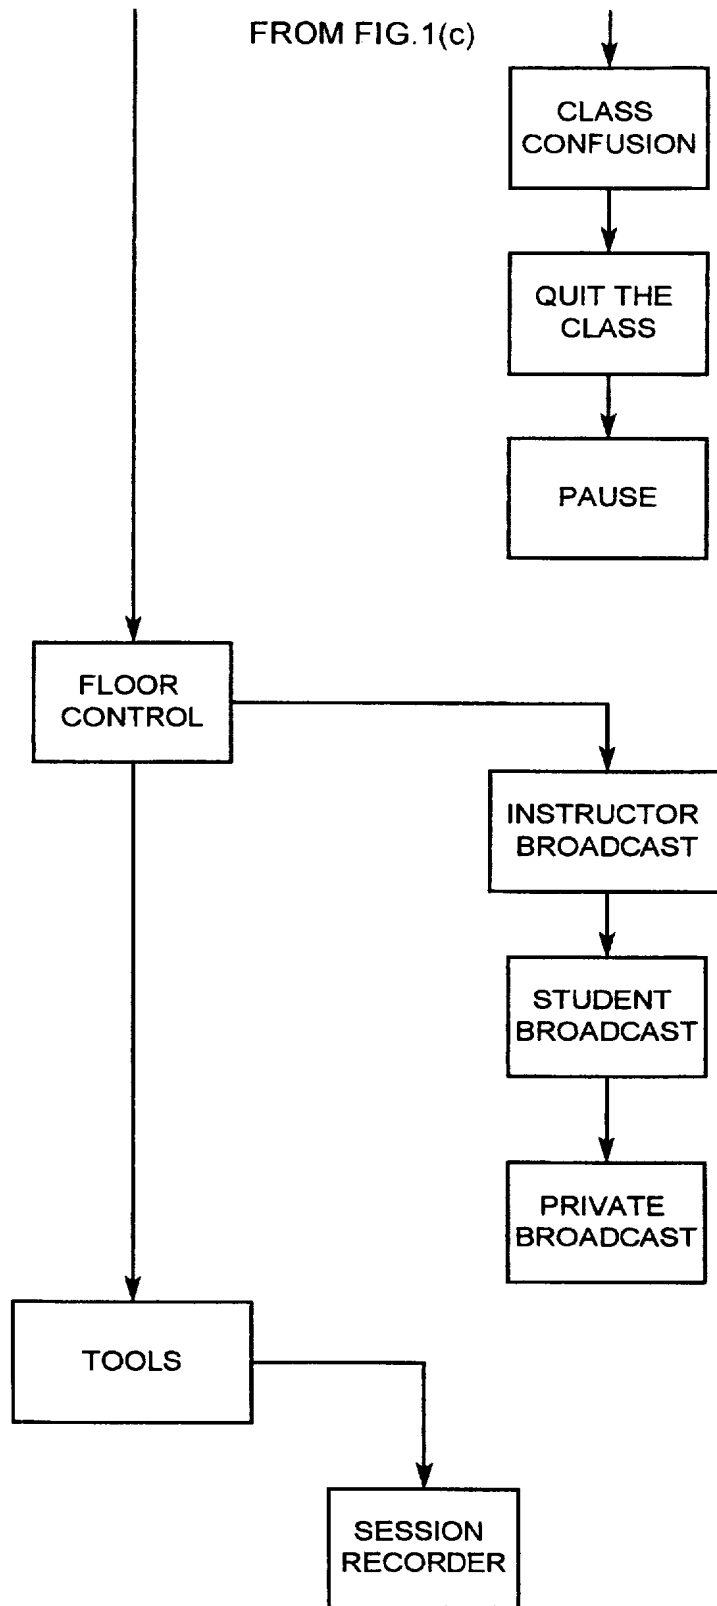 FROM FIG.1(c)
CLASS
CONFUSION
QUIT THE
CLASS
PAUSE
FLOOR
CONTROL
INSTRUCTOR
BROADCAST
STUDENT
BROADCAST
PRIVATE
BROADCAST
TOOLS
SESSION
RECORDER